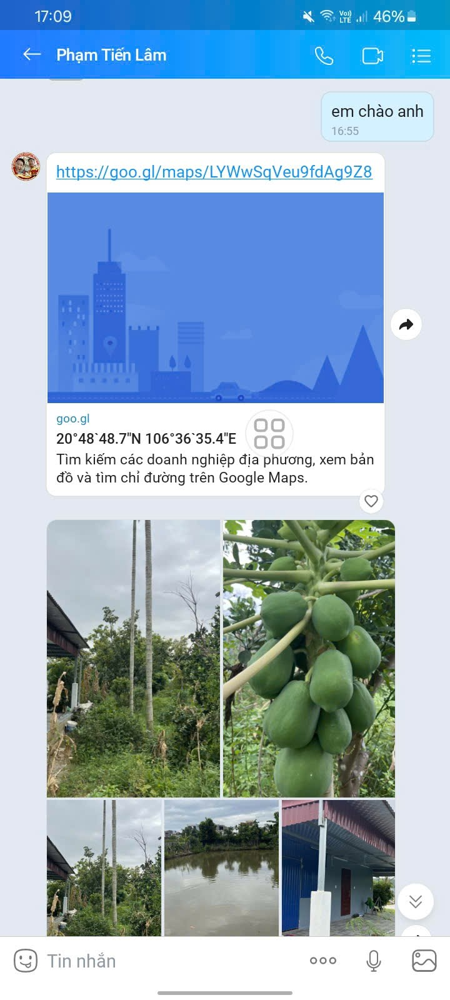 17:09
Vo))
LTE
46%
Phạm Tiến Lâm
em chào anh
16:55
https://goo.gl/maps/LYWwSqVeu9fdAg9Z8
goo.gl
20°48`48.7"N 106°36`35.4"E
Tìm kiếm các doanh nghiệp địa phương, xem bản
đồ và tìm chỉ đường trên Google Maps.
Tin nhắn